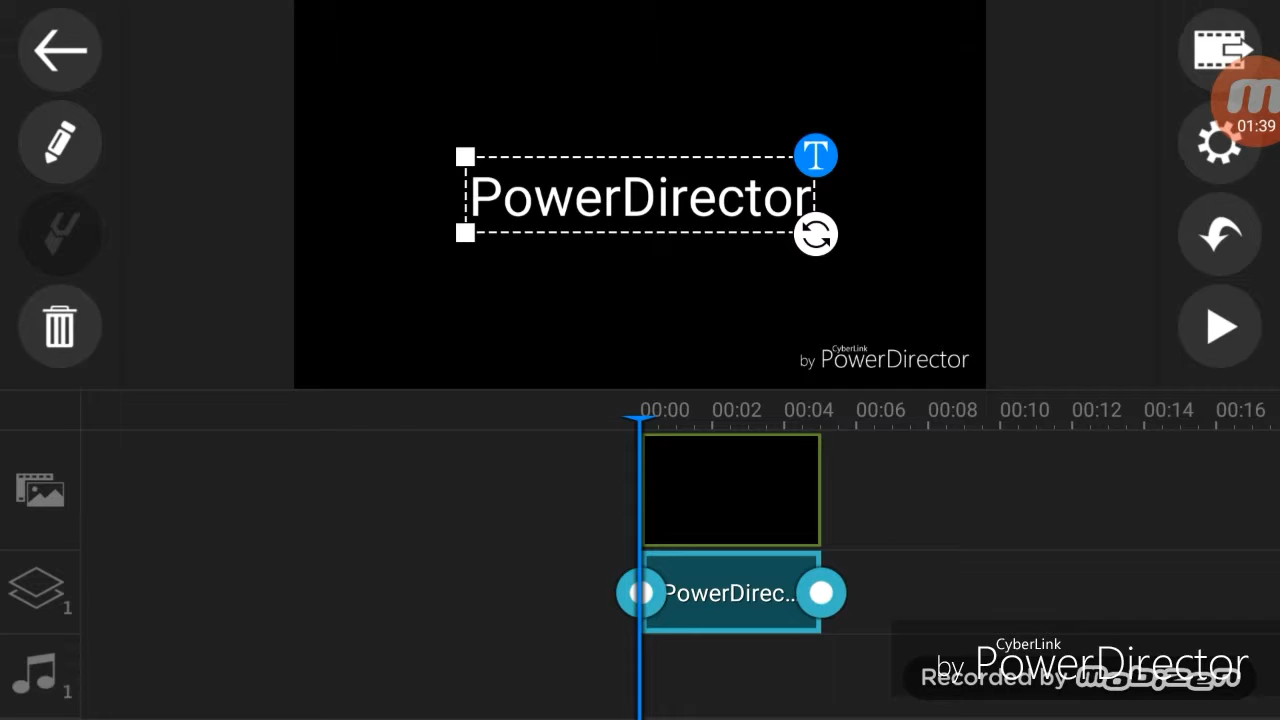 01:39
T
PowerDirector
CyberLink
by PowerDirector
00:00 00:02 00:04 00:06 00:08 00:10 00:12 00:14 00:16
PowerDirec...
1
CyberLink
by PowerDirector
Recorded by mobizen
1